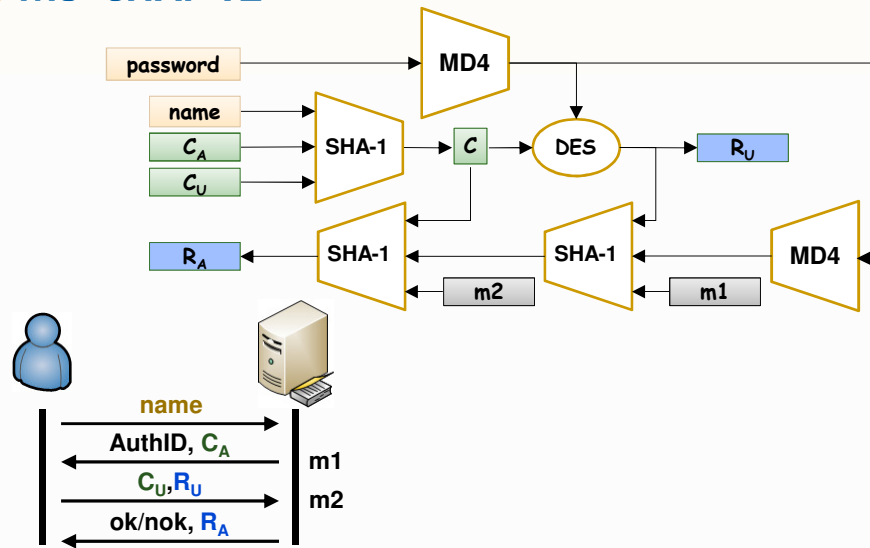 password
MD4
name
C_A
SHA-1
C
DES
R_U
C_U
R_A
SHA-1
SHA-1
MD4
m2
m1
name
AuthID, C_A
m1
C_U,R_U
m2
ok/nok, R_A